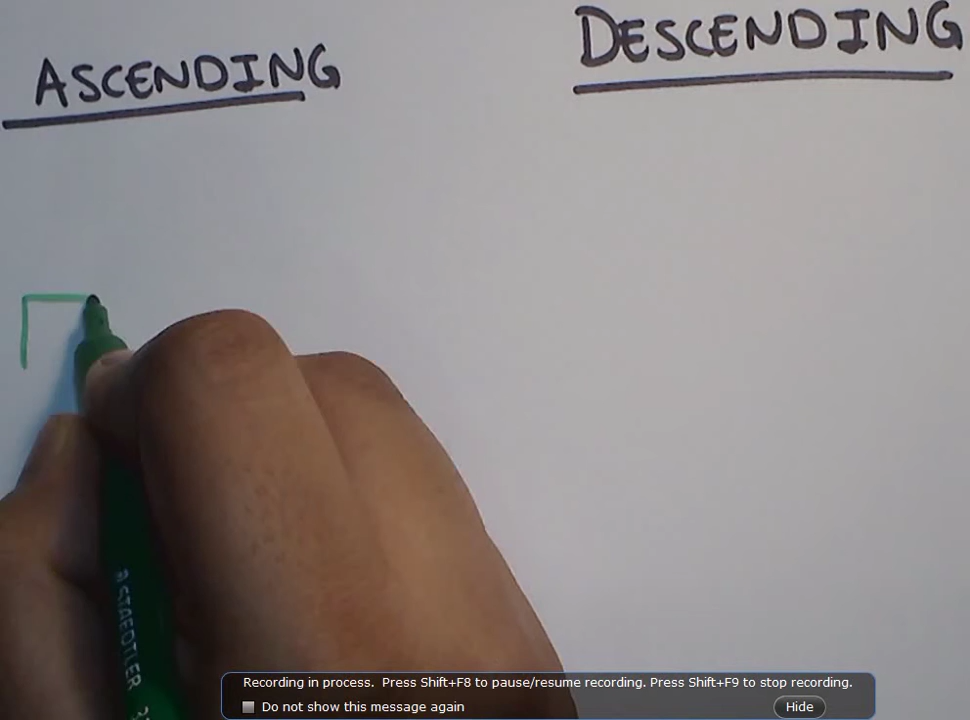 ASCENDING
DESCENDING
STAEDTLER
Recording in process. Press Shift+F8 to pause/resume recording. Press Shift+F9 to stop recording.
Do not show this message again
Hide